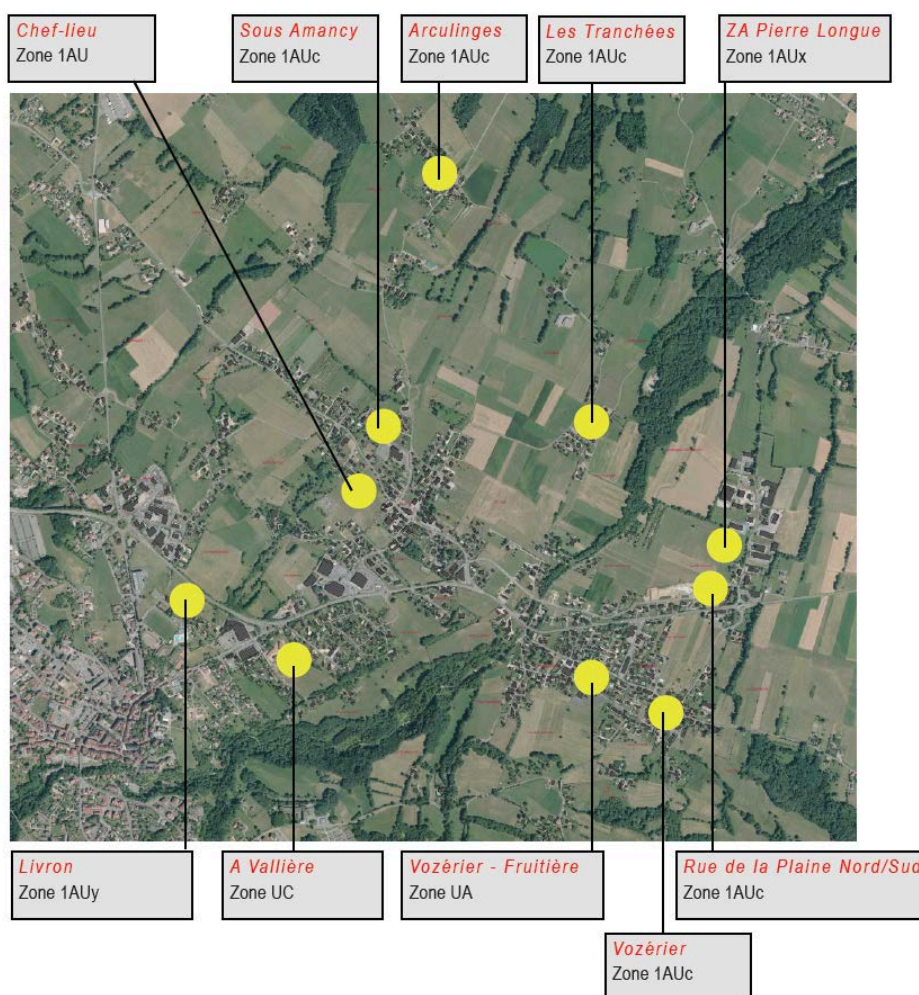 Chef-lieu
Zone 1AU
Sous Amancy
Zone 1AUc
Arculinges
Zone 1AUc
Les Tranchées
Zone 1AUc
ZA Pierre Longue
Zone 1AUx
Livron
Zone 1AUy
A Vallière
Zone UC
Vozérier - Fruitière
Zone UA
Rue de la Plaine Nord/Sud
Zone 1AUc
Vozérier
Zone 1AUc